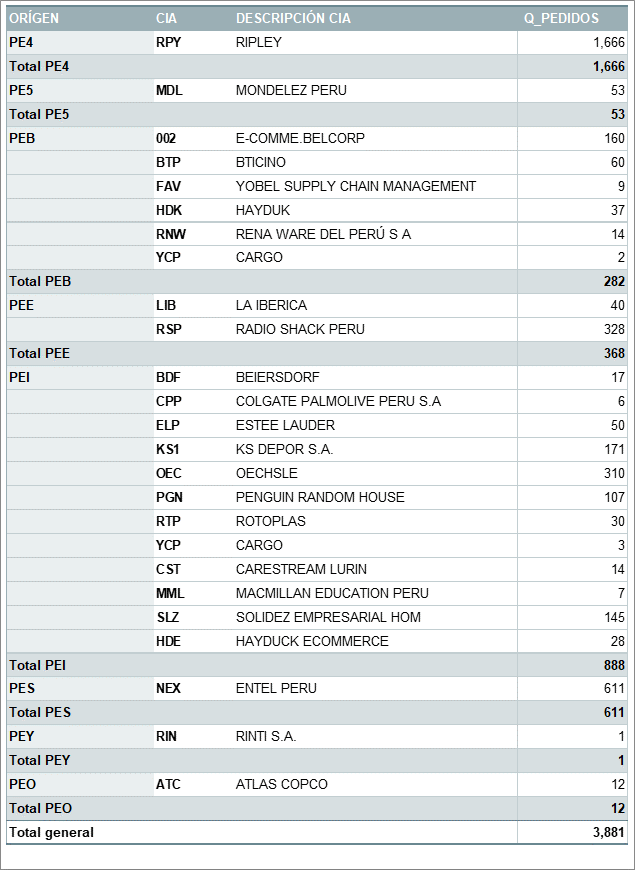 ORÍGEN CIA DESCRIPCIÓN CIA Q_PEDIDOS
PE4 RPY RIPLEY 1,666
Total PE4 1,666
PE5 MDL MONDELEZ PERU 53
Total PE5 53
PEB 002 E-COMME.BELCORP 160
BTP BTICINO 60
FAV YOBEL SUPPLY CHAIN MANAGEMENT 9
HDK HAYDUK 37
RNW RENA WARE DEL PERÚ S A 14
YCP CARGO 2
Total PEB 282
PEE LIB LA IBERICA 40
RSP RADIO SHACK PERU 328
Total PEE 368
PEI BDF BEIERSDORF 17
CPP COLGATE PALMOLIVE PERU S.A 6
ELP ESTEE LAUDER 50
KS1 KS DEPOR S.A. 171
OEC OECHSLE 310
PGN PENGUIN RANDOM HOUSE 107
RTP ROTOPLAS 30
YCP CARGO 3
CST CARESTREAM LURIN 14
MML MACMILLAN EDUCATION PERU 7
SLZ SOLIDEZ EMPRESARIAL HOM 145
HDE HAYDUCK ECOMMERCE 28
Total PEI 888
PES NEX ENTEL PERU 611
Total PES 611
PEY RIN RINTI S.A. 1
Total PEY 1
PEO ATC ATLAS COPCO 12
Total PEO 12
Total general 3,881